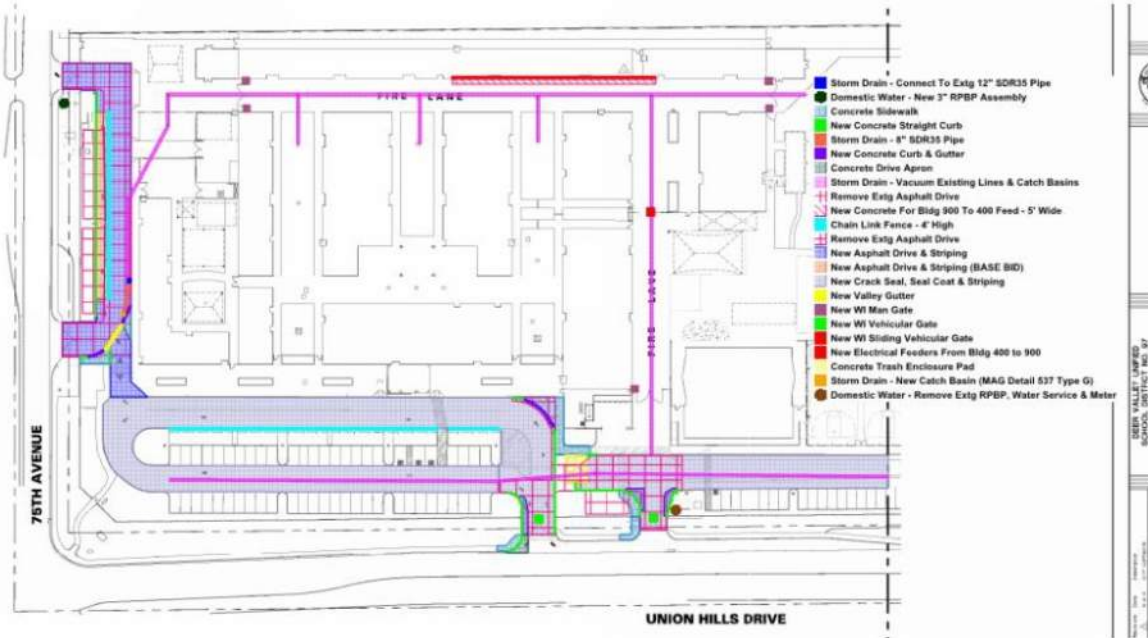 Storm Drain - Connect To Extg 12" SDR35 Pipe
Domestic Water - New 3" RPBP Assembly
Concrete Sidewalk
New Concrete Straight Curb
Storm Drain - 8" SDR35 Pipe
New Concrete Curb & Gutter
Concrete Drive Apron
Storm Drain - Vacuum Existing Lines & Catch Basins
Remove Extg Asphalt Drive
New Concrete For Bldg 900 To 400 Feed - 5' Wide
Chain Link Fence - 4' High
Remove Extg Asphalt Drive
New Asphalt Drive & Striping
New Asphalt Drive & Striping (BASE BID)
New Crack Seal, Seal Coat & Striping
New Valley Gutter
New WI Man Gate
New WI Vehicular Gate
New WI Sliding Vehicular Gate
New Electrical Feeders From Bldg 400 to 900
Concrete Trash Enclosure Pad
Storm Drain - New Catch Basin (MAG Detail 537 Type G)
Domestic Water - Remove Extg RPBP, Water Service & Meter
FIRE LANE
FIRE LANE
75TH AVENUE
UNION HILLS DRIVE
DEER VALLEY UNIFIED
SCHOOL DISTRICT NO. 97